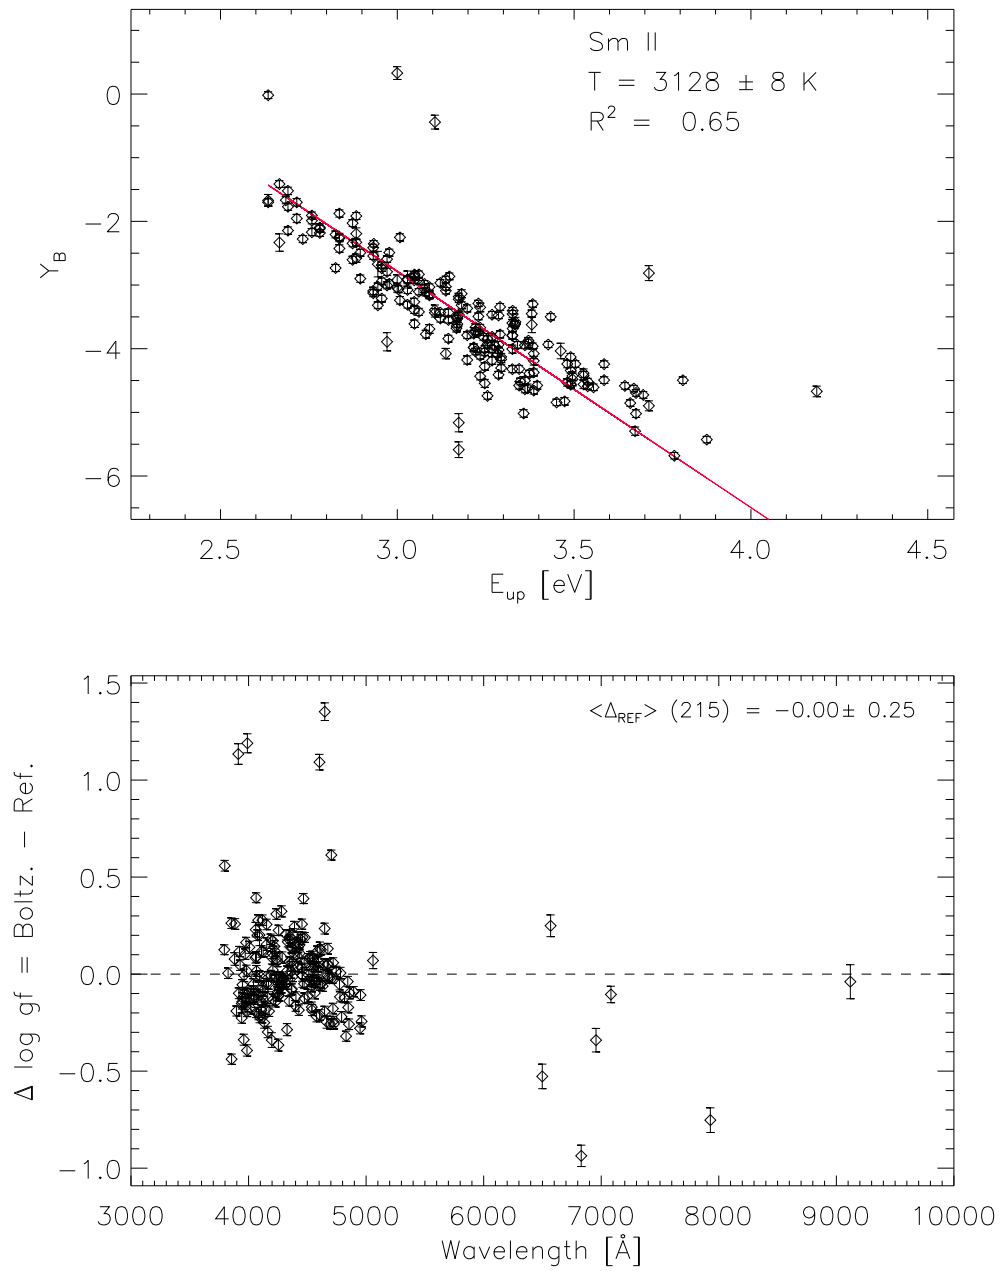 Sm II
T = 3128 ± 8 K
R² = 0.65
0
−2
−4
−6
Y_B
2.5 3.0 3.5 4.0 4.5
E_up [eV]
<Δ_REF> (215) = −0.00± 0.25
1.5
1.0
0.5
0.0
−0.5
−1.0
Δ log gf = Boltz. − Ref.
3000 4000 5000 6000 7000 8000 9000 10000
Wavelength [Å]